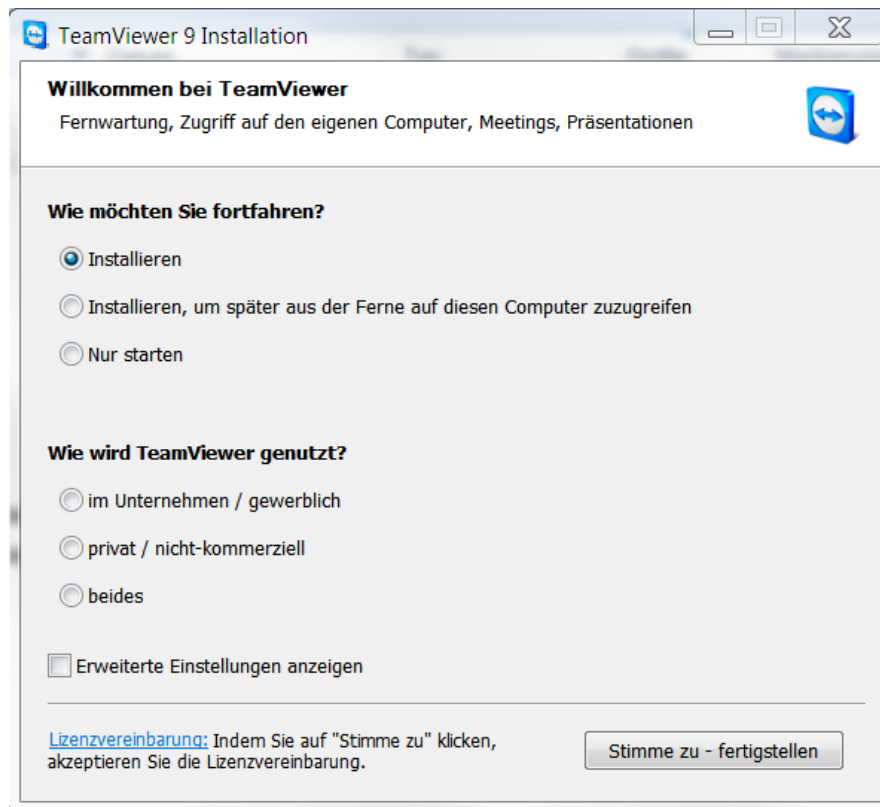 TeamViewer 9 Installation
Willkommen bei TeamViewer
Fernwartung, Zugriff auf den eigenen Computer, Meetings, Präsentationen
Wie möchten Sie fortfahren?
Installieren
Installieren, um später aus der Ferne auf diesen Computer zuzugreifen
Nur starten
Wie wird TeamViewer genutzt?
im Unternehmen / gewerblich
privat / nicht-kommerziell
beides
Erweiterte Einstellungen anzeigen
Lizenzvereinbarung: Indem Sie auf "Stimme zu" klicken,
akzeptieren Sie die Lizenzvereinbarung.
Stimme zu - fertigstellen